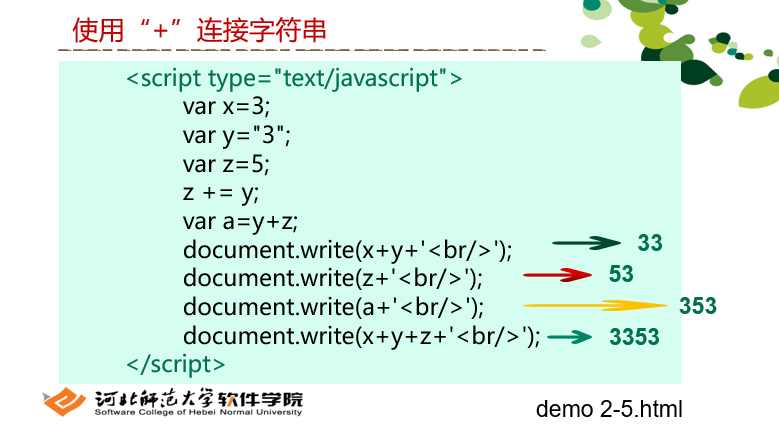 使用“+”连接字符串
<script type="text/javascript">
var x=3;
var y="3";
var z=5;
z += y;
var a=y+z;
document.write(x+y+'<br/>'); 33
document.write(z+'<br/>'); 53
document.write(a+'<br/>'); 353
document.write(x+y+z+'<br/>'); 3353
</script>
河北师范大学软件学院
Software College of Hebei Normal University
demo 2-5.html